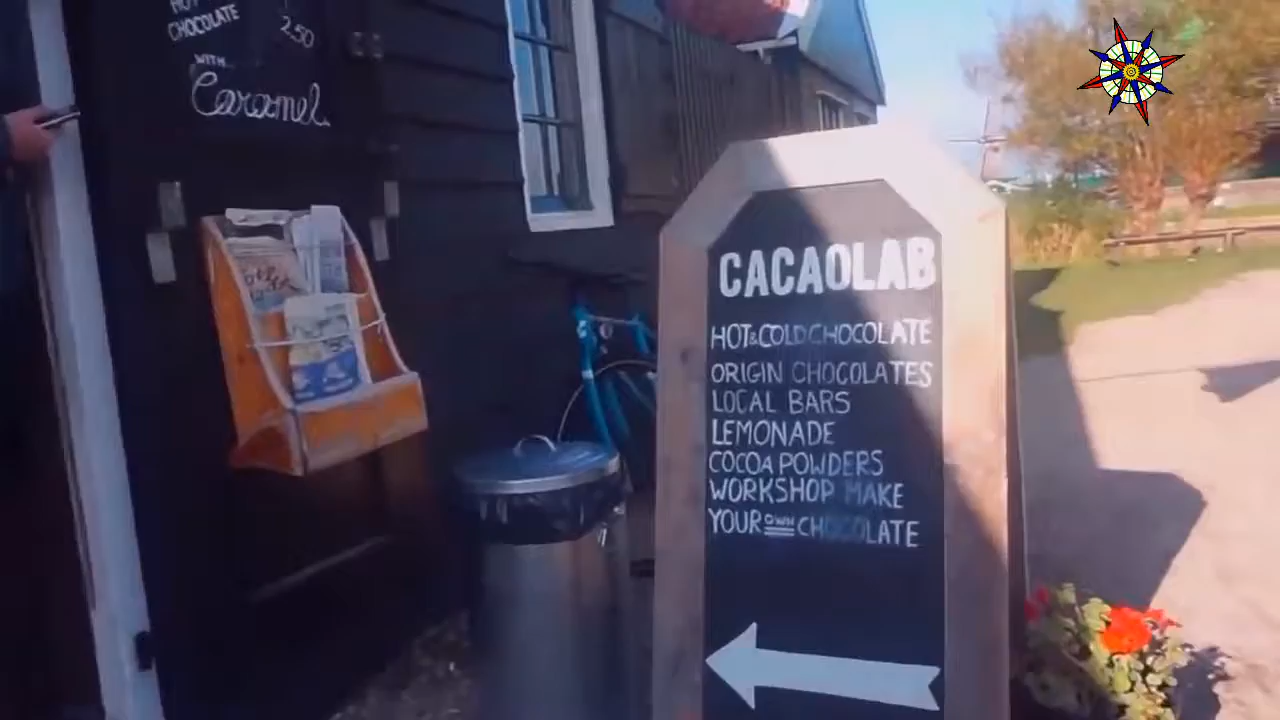 HOT
CHOCOLATE 2.50
WITH
Caramel
CACAOLAB
HOT & COLD CHOCOLATE
ORIGIN CHOCOLATES
LOCAL BARS
LEMONADE
COCOA POWDERS
WORKSHOP MAKE
YOUR OWN CHOCOLATE